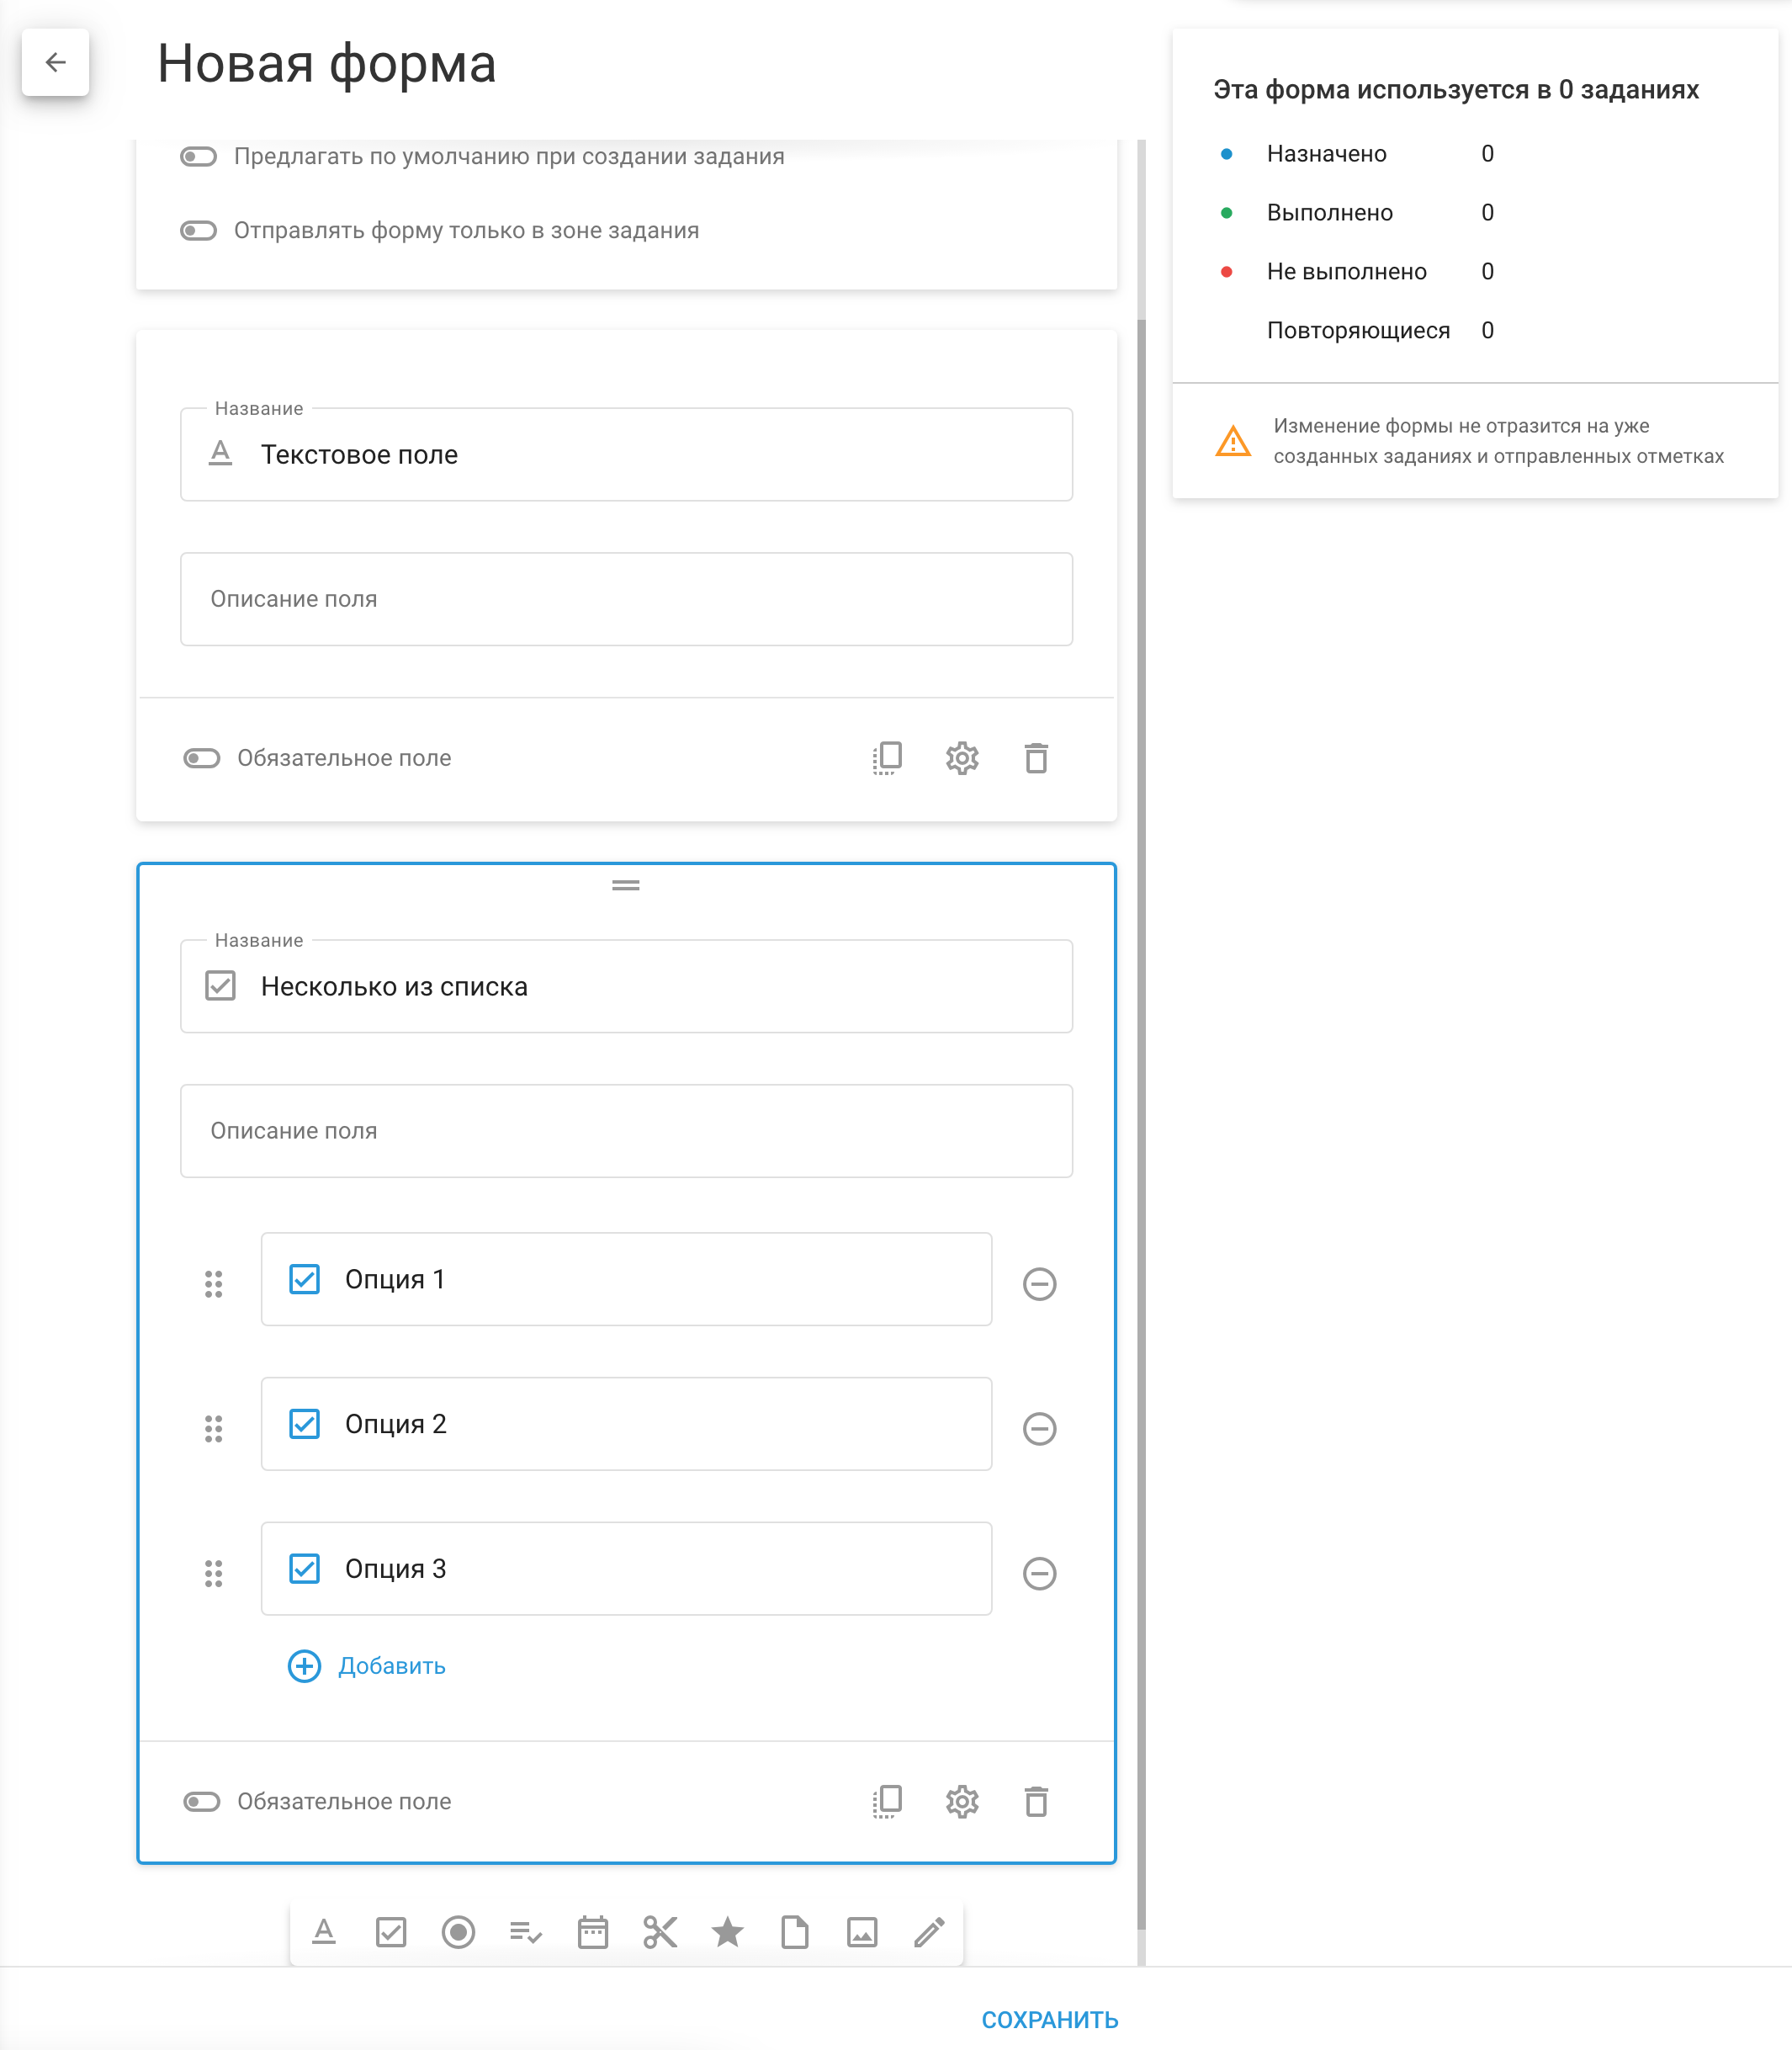 Новая форма
Предлагать по умолчанию при создании задания
Отправлять форму только в зоне задания
Название
Текстовое поле
Описание поля
Обязательное поле
Название
Несколько из списка
Описание поля
Опция 1
Опция 2
Опция 3
Добавить
Обязательное поле
СОХРАНИТЬ
Эта форма используется в 0 заданиях
Назначено 0
Выполнено 0
Не выполнено 0
Повторяющиеся 0
Изменение формы не отразится на уже
созданных заданиях и отправленных отметках